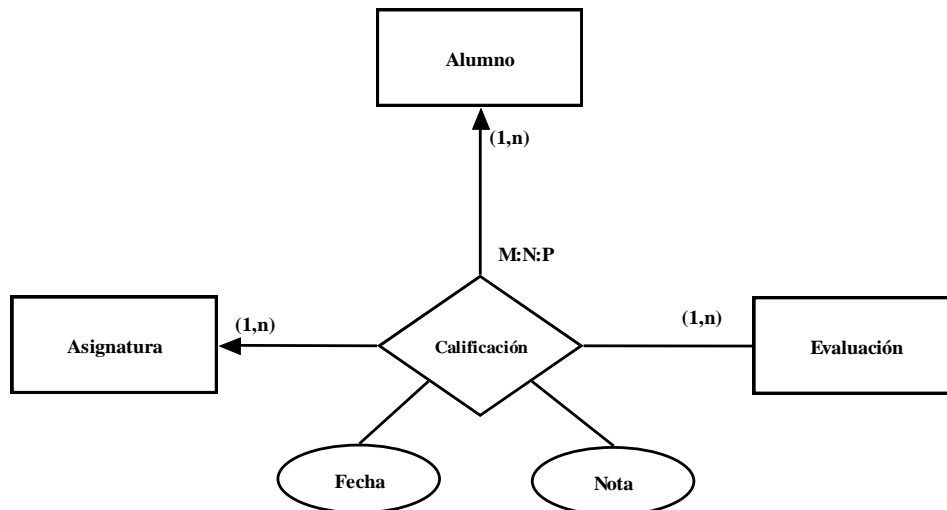 Alumno
(1,n)
M:N:P
Asignatura
(1,n)
Calificación
(1,n)
Evaluación
Fecha
Nota